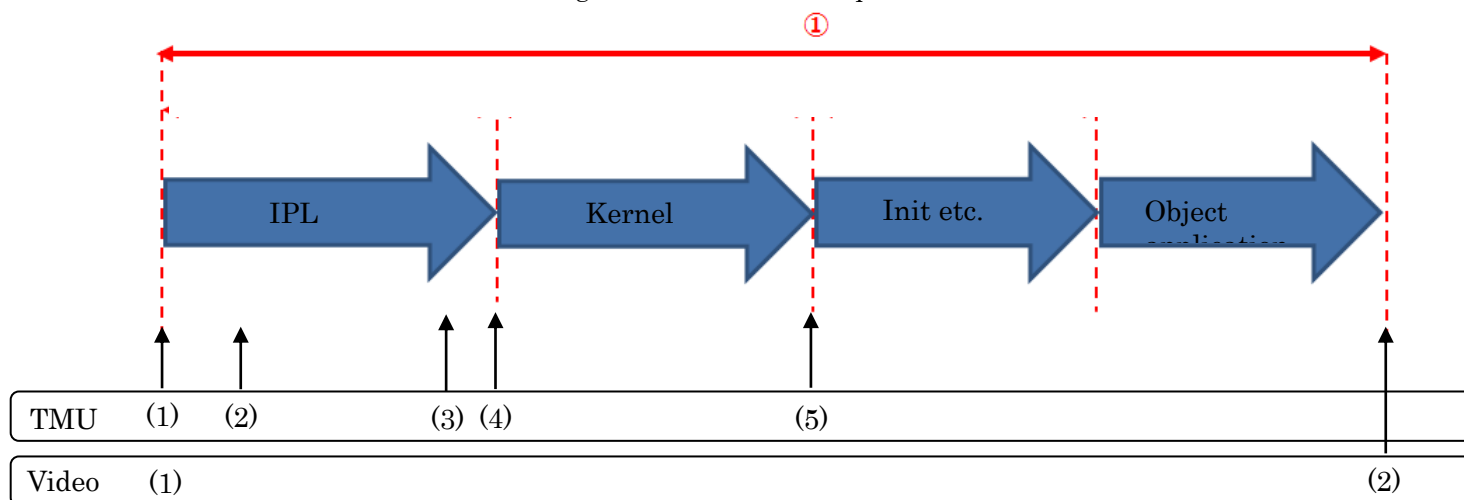 ①
IPL
Kernel
Init etc.
Object
TMU (1) (2) (3) (4) (5)
Video (1) (2)